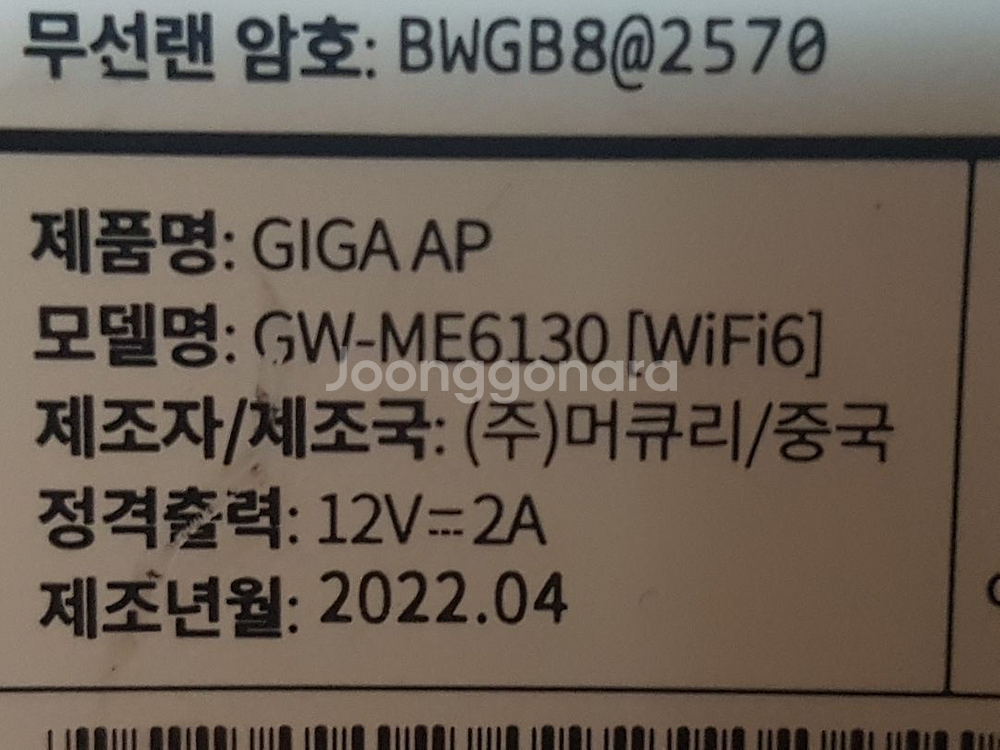 무선랜 암호: BWGB8@2570
제품명: GIGA AP
모델명: GW-ME6130 [WiFi6]
Joonggonara
제조자/제조국: (주)머큐리/중국
정격출력: 12V⎓2A
제조년월: 2022.04